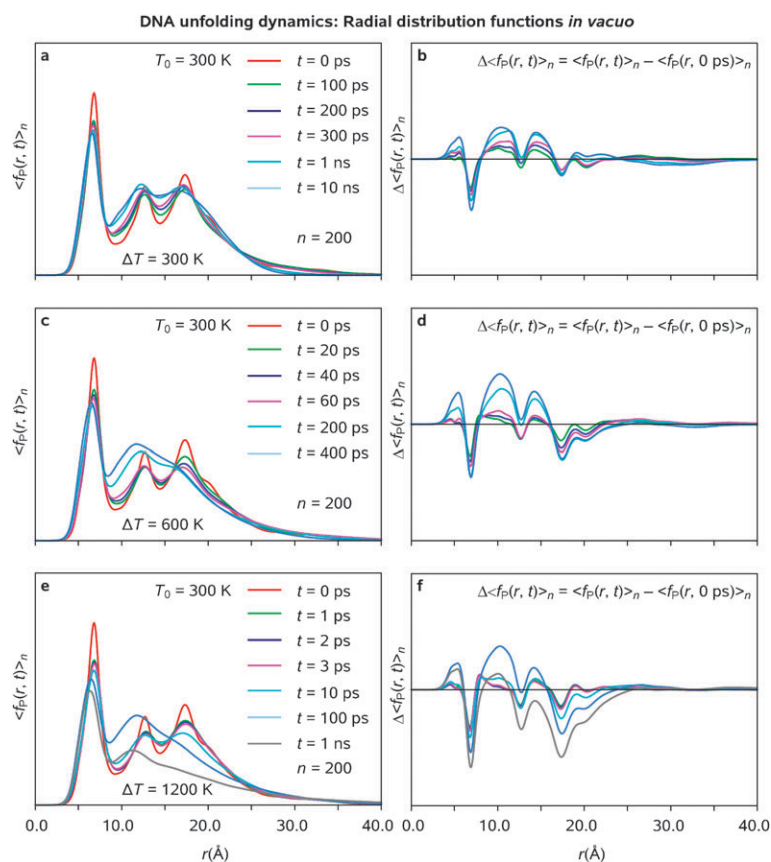 DNA unfolding dynamics: Radial distribution functions in vacuo
a
T₀ = 300 K
t = 0 ps
t = 100 ps
t = 200 ps
t = 300 ps
t = 1 ns
t = 10 ns
n = 200
ΔT = 300 K
<fP(r, t)>n
b
Δ<fP(r, t)>n = <fP(r, t)>n − <fP(r, 0 ps)>n
Δ<fP(r, t)>n
c
T₀ = 300 K
t = 0 ps
t = 20 ps
t = 40 ps
t = 60 ps
t = 200 ps
t = 400 ps
n = 200
ΔT = 600 K
<fP(r, t)>n
d
Δ<fP(r, t)>n = <fP(r, t)>n − <fP(r, 0 ps)>n
Δ<fP(r, t)>n
e
T₀ = 300 K
t = 0 ps
t = 1 ps
t = 2 ps
t = 3 ps
t = 10 ps
t = 100 ps
t = 1 ns
n = 200
ΔT = 1200 K
<fP(r, t)>n
0.0 10.0 20.0 30.0 40.0
r(Å)
f
Δ<fP(r, t)>n = <fP(r, t)>n − <fP(r, 0 ps)>n
Δ<fP(r, t)>n
0.0 10.0 20.0 30.0 40.0
r(Å)